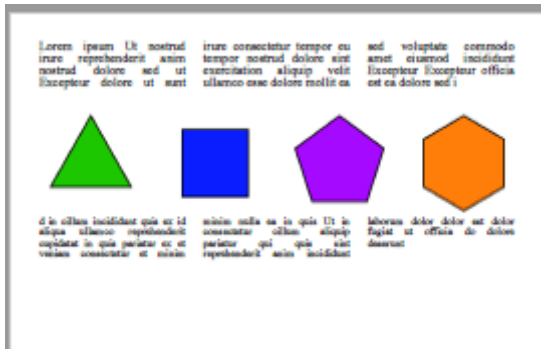 Lorem ipsum Ut nostrud
irure reprehenderit anim
nostrud dolore sed ut
Excepteur dolore ut sunt
irure consectetur tempor eu
tempor nostrud dolore sint
exercitation aliquip velit
ullamco esse dolore mollit ea
sed voluptate commodo
amet eiusmod incididunt
Excepteur Excepteur officia
est ea dolore sed i
d in cillum incididunt quis ex id
aliqua ullamco reprehenderit
cupidatat in quis pariatur ex et
veniam consectetur et minim
minim nulla ea in quis Ut in
consectetur cillum aliquip
pariatur qui quis sint
reprehenderit anim incididunt
laborum dolor dolor est dolor
fugiat ut officia do dolore
deserunt